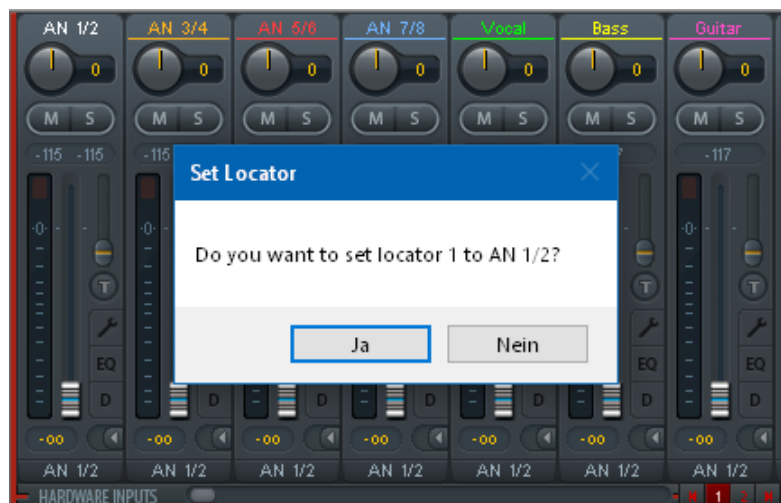 AN 1/2 AN 3/4 AN 5/6 AN 7/8 Vocal Bass Guitar
0 0 0 0 0 0 0
M S M S M S M S M S M S M S
-115 -115 -115 -117
Set Locator
-0- -0- -0-
Do you want to set locator 1 to AN 1/2?
T T T
Ja Nein
EQ EQ EQ
D D D D D D D
-oo -oo -oo -oo -oo -oo -oo
AN 1/2 AN 1/2 AN 1/2 AN 1/2 AN 1/2 AN 1/2 AN 1/2
HARDWARE INPUTS 1